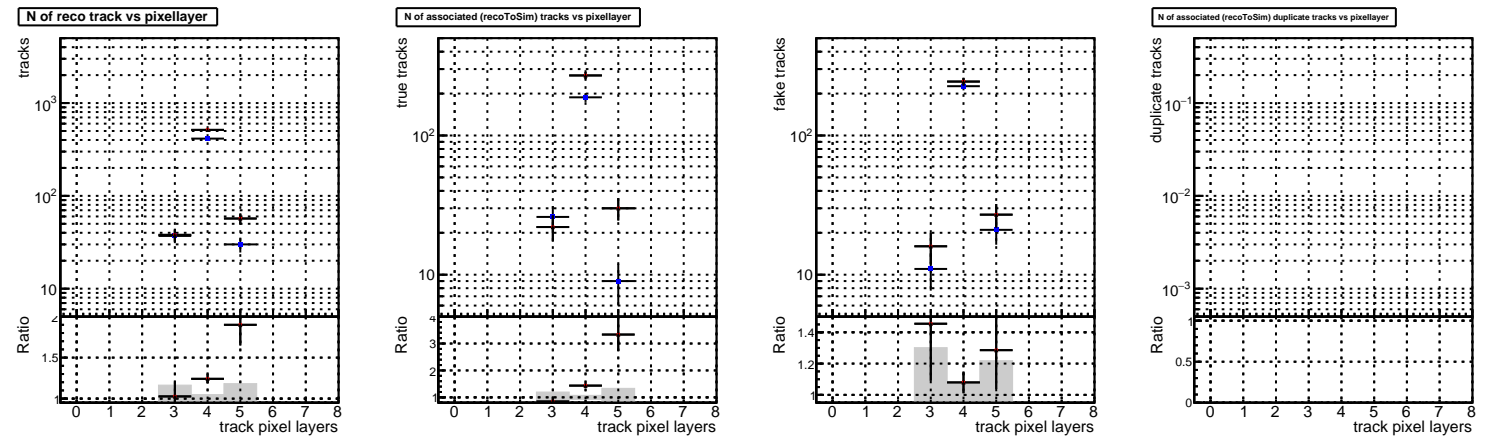 N of reco track vs pixellayer
tracks
10³
10²
10
Ratio
2
1.5
1
0 1 2 3 4 5 6 7 8
track pixel layers
N of associated (recoToSim) tracks vs pixellayer
true tracks
10²
10
Ratio
4
3
2
1
0 1 2 3 4 5 6 7 8
track pixel layers
fake tracks
10²
10
Ratio
1.4
1.2
1
0 1 2 3 4 5 6 7 8
track pixel layers
N of associated (recoToSim) duplicate tracks vs pixellayer
duplicate tracks
10⁻¹
10⁻²
10⁻³
Ratio
1
0.5
0
0 1 2 3 4 5 6 7 8
track pixel layers